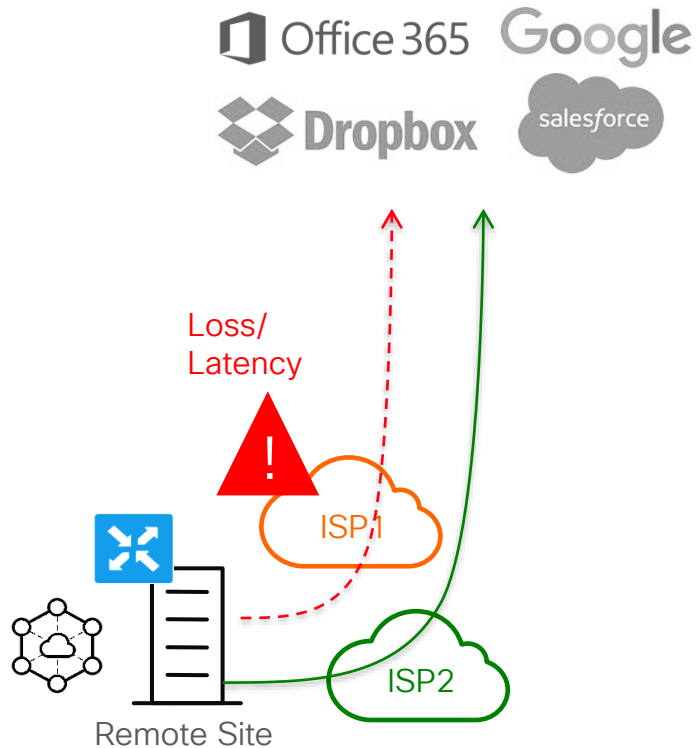 Office 365
Google
Dropbox
salesforce
Loss/
Latency
!
ISP1
ISP2
Remote Site